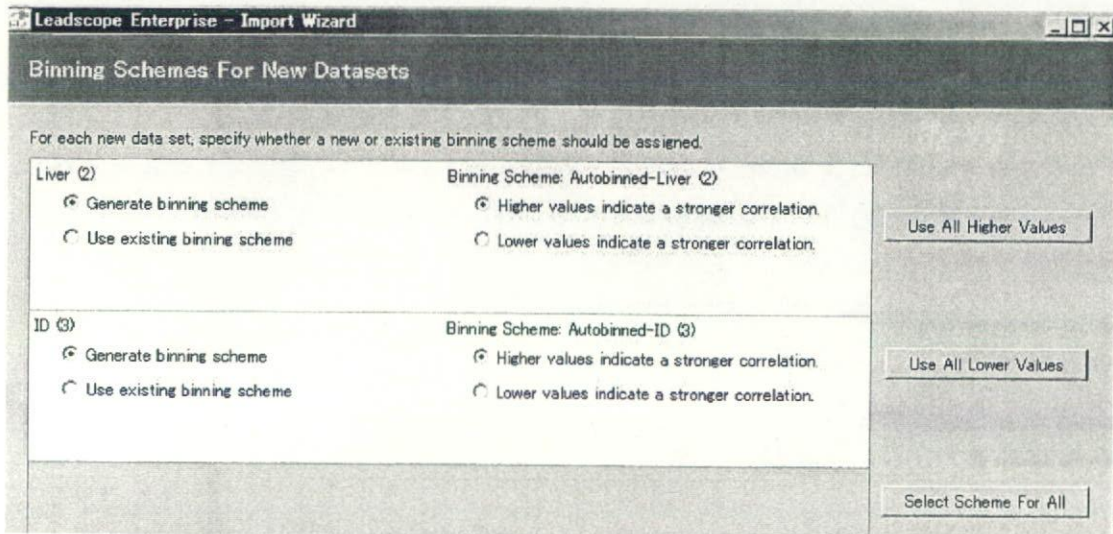 Leadscope Enterprise - Import Wizard
Binning Schemes For New Datasets
For each new data set, specify whether a new or existing binning scheme should be assigned.
Liver (2)
Generate binning scheme
Use existing binning scheme
Binning Scheme: Autobinned-Liver (2)
Higher values indicate a stronger correlation.
Lower values indicate a stronger correlation.
ID (3)
Generate binning scheme
Use existing binning scheme
Binning Scheme: Autobinned-ID (3)
Higher values indicate a stronger correlation.
Lower values indicate a stronger correlation.
Use All Higher Values
Use All Lower Values
Select Scheme For All